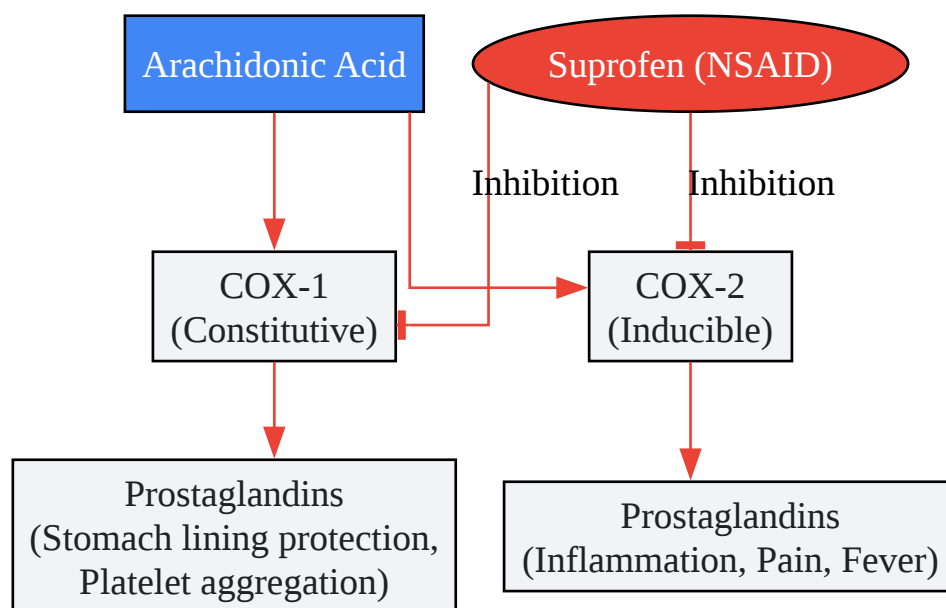 Arachidonic Acid
Suprofen (NSAID)
Inhibition
Inhibition
COX-1
(Constitutive)
COX-2
(Inducible)
Prostaglandins
(Stomach lining protection,
Platelet aggregation)
Prostaglandins
(Inflammation, Pain, Fever)